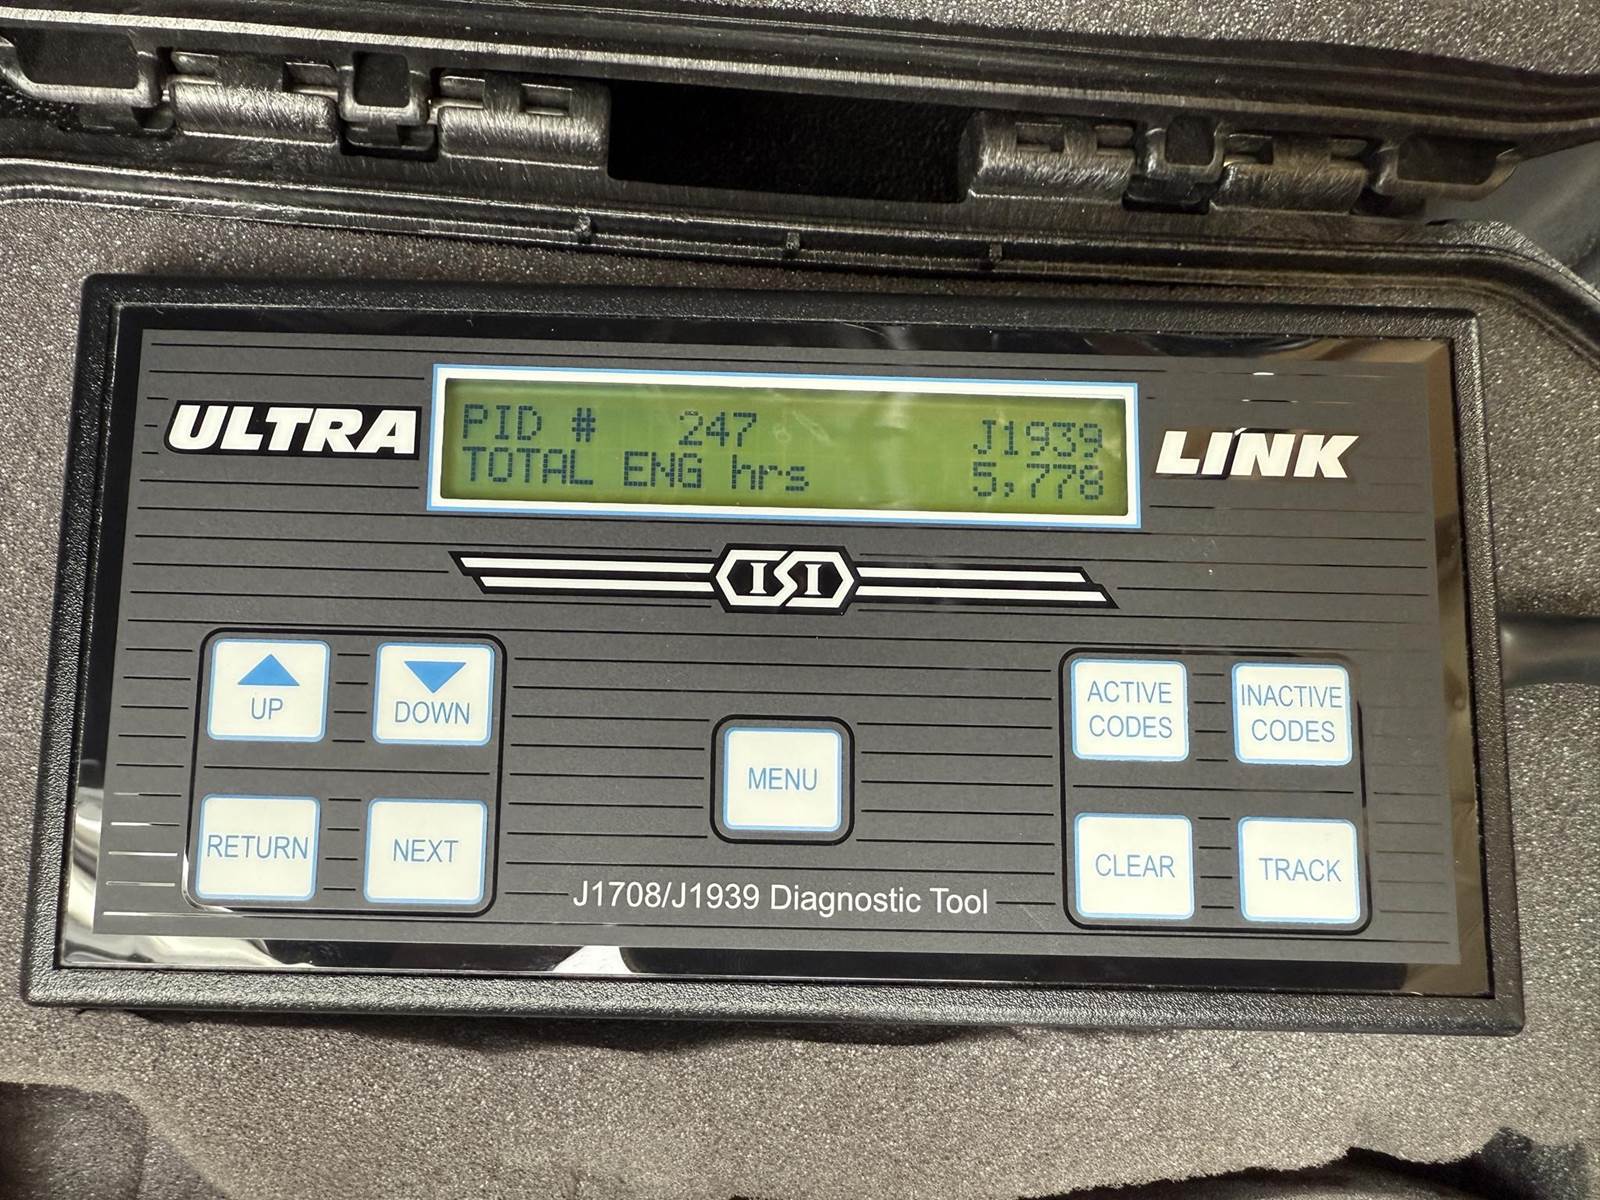 ULTRA
PID # 247 J1939
TOTAL ENG hrs 5,778
LINK
ISI
UP
DOWN
ACTIVE
CODES
INACTIVE
CODES
MENU
RETURN
NEXT
CLEAR
TRACK
J1708/J1939 Diagnostic Tool